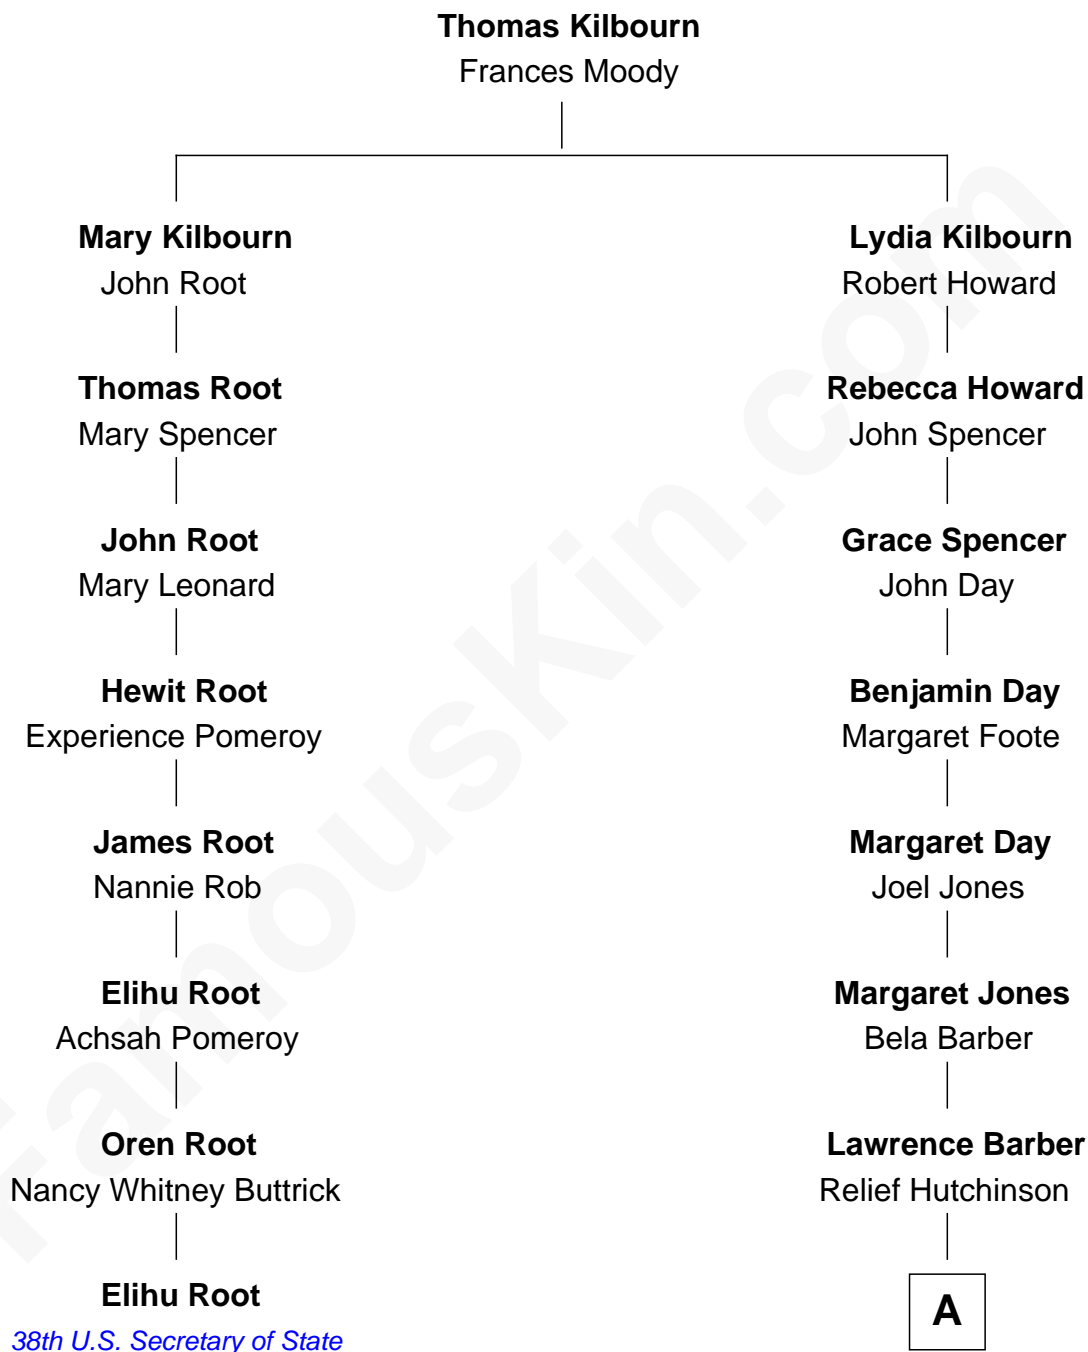 Thomas Kilbourn
Frances Moody
Mary Kilbourn
John Root
Lydia Kilbourn
Robert Howard
Thomas Root
Mary Spencer
Rebecca Howard
John Spencer
John Root
Mary Leonard
Grace Spencer
John Day
Hewit Root
Experience Pomeroy
Benjamin Day
Margaret Foote
James Root
Nannie Rob
Margaret Day
Joel Jones
Elihu Root
Achsah Pomeroy
Margaret Jones
Bela Barber
Oren Root
Nancy Whitney Buttrick
Lawrence Barber
Relief Hutchinson
Elihu Root
38th U.S. Secretary of State
A
FamousKin.com